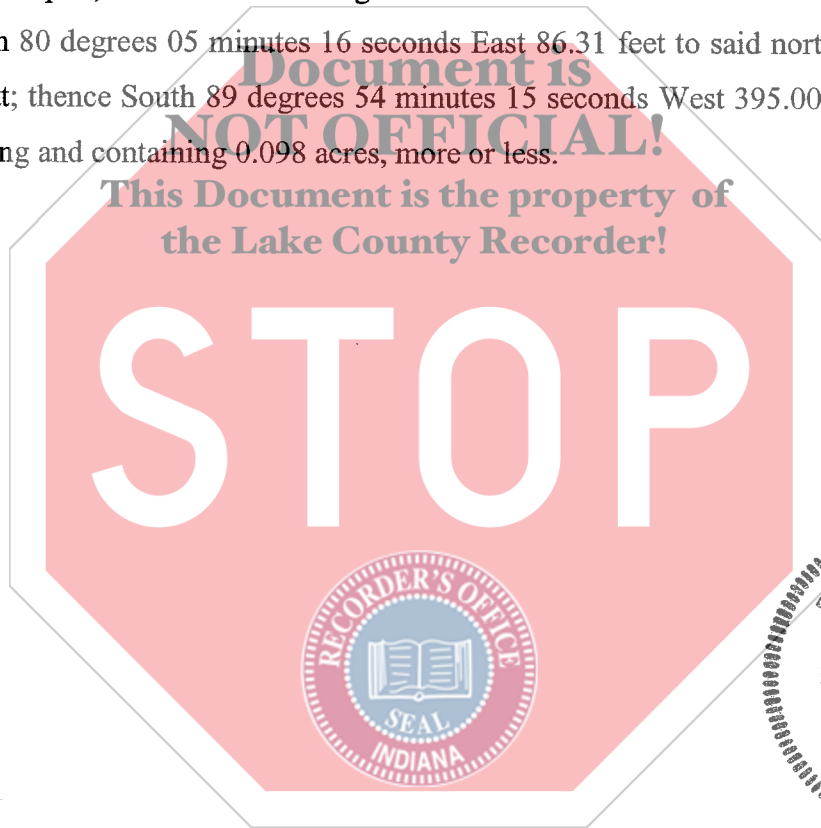 80 degrees 05 minutes 16 seconds East 86.31 feet to said nort
Document is
t; thence South 89 degrees 54 minutes 15 seconds West 395.00
NOT OFFICIAL!
ng and containing 0.098 acres, more or less.
This Document is the property of
the Lake County Recorder!
STOP
RECORDER'S OFFICE
SEAL
INDIANA